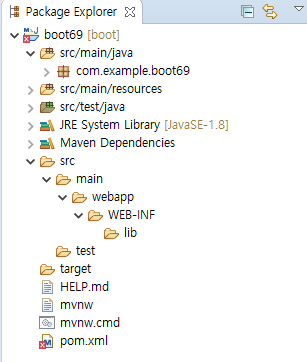 Package Explorer
boot69 [boot]
src/main/java
com.example.boot69
src/main/resources
src/test/java
JRE System Library [JavaSE-1.8]
Maven Dependencies
src
main
webapp
WEB-INF
lib
test
target
HELP.md
mvnw
mvnw.cmd
pom.xml